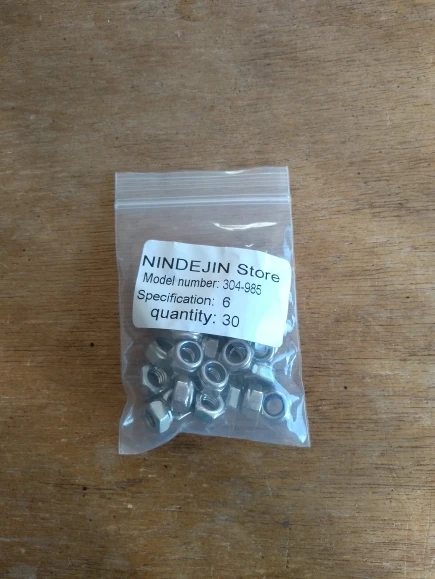 NINDEJIN Store
Model number: 304-985
Specification: 6
quantity: 30